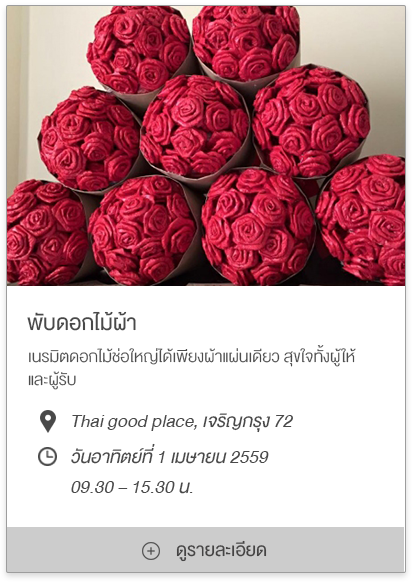 พับดอกไม้ผ้า
เนรมิตดอกไม้ช่อใหญ่ได้เพียงผ้าแผ่นเดียว สุขใจทั้งผู้ให้
และผู้รับ
Thai good place, เจริญกรุง 72
วันอาทิตย์ที่ 1 เมษายน 2559
09.30 – 15.30 น.
ดูรายละเอียด